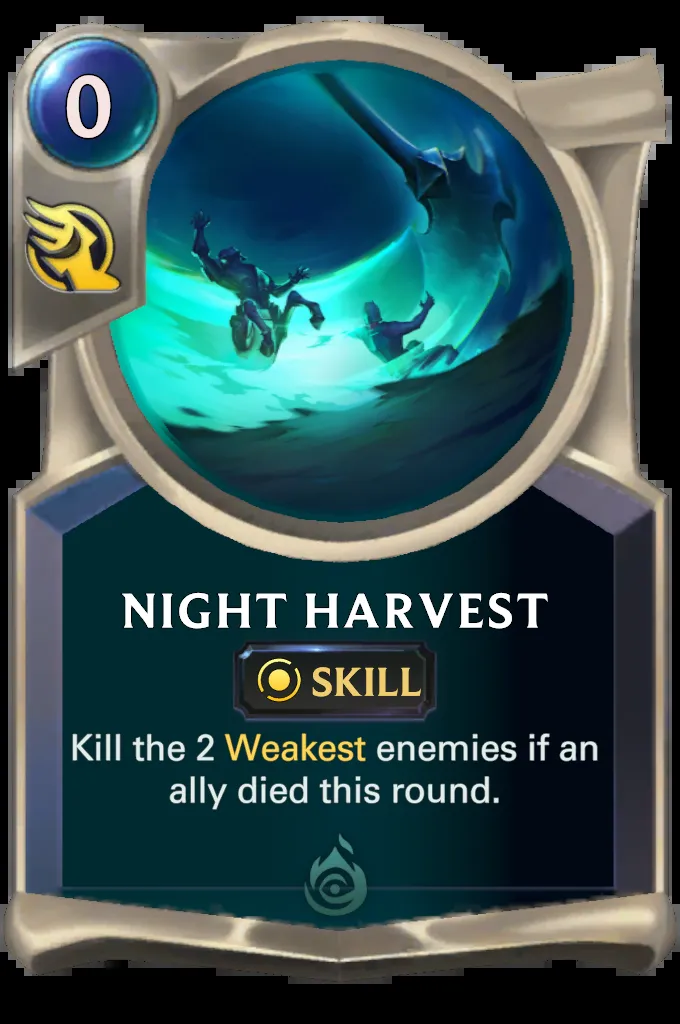 0
NIGHT HARVEST
SKILL
Kill the 2 Weakest enemies if an
ally died this round.